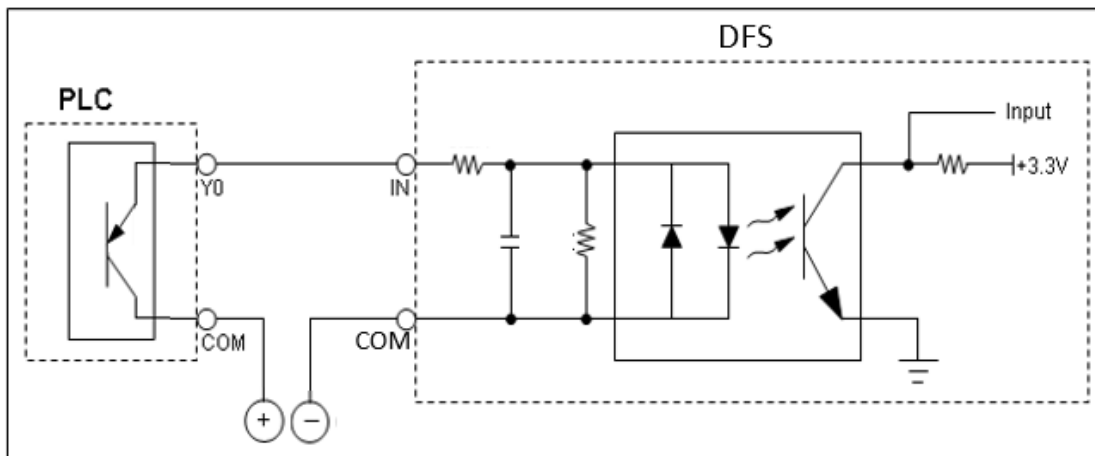 DFS
PLC
Input
+3.3V
Y0
IN
COM
COM
+
−